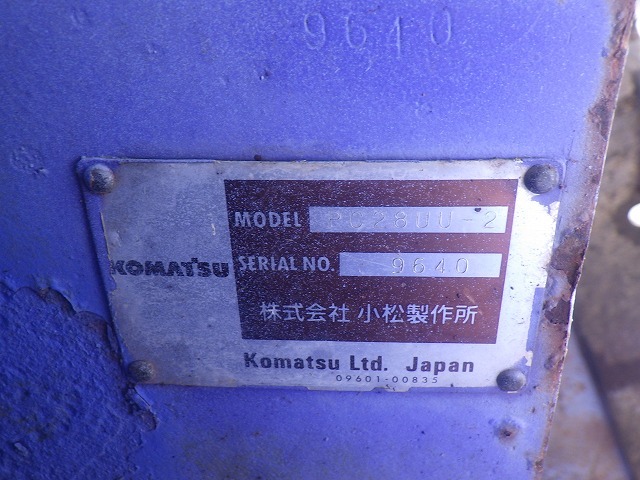 9640
MODEL PC28UU-2
KOMATSU SERIAL NO. 9640
株式会社 小松製作所
Komatsu Ltd. Japan
09601-00835